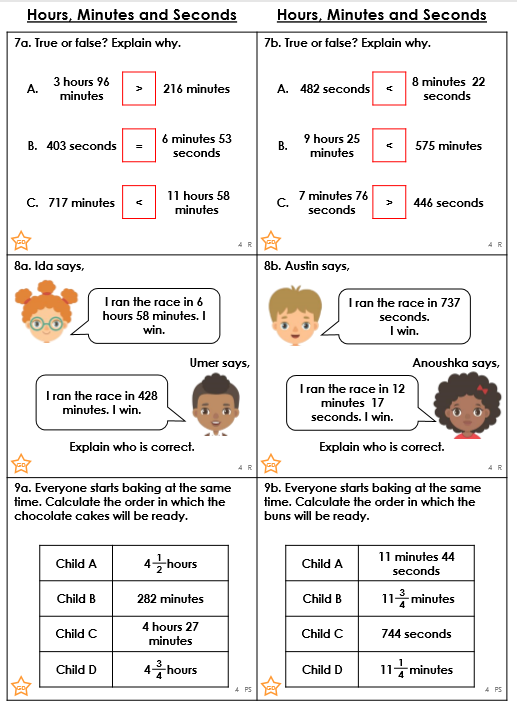 Hours, Minutes and Seconds
Hours, Minutes and Seconds
7a. True or false? Explain why.
A.
3 hours 96
minutes
>
216 minutes
B.
403 seconds
=
6 minutes 53
seconds
C.
717 minutes
<
11 hours 58
minutes
GD
4 R
7b. True or false? Explain why.
A.
482 seconds
<
8 minutes 22
seconds
B.
9 hours 25
minutes
<
575 minutes
C.
7 minutes 76
seconds
>
446 seconds
GD
4 R
8a. Ida says,
I ran the race in 6
hours 58 minutes. I
win.
Umer says,
I ran the race in 428
minutes. I win.
Explain who is correct.
GD
4 R
8b. Austin says,
I ran the race in 737
seconds.
I win.
Anoushka says,
I ran the race in 12
minutes 17
seconds. I win.
Explain who is correct.
GD
4 R
9a. Everyone starts baking at the same
time. Calculate the order in which the
chocolate cakes will be ready.
Child A
4 1/2 hours
Child B
282 minutes
Child C
4 hours 27
minutes
Child D
4 3/4 hours
GD
4 PS
9b. Everyone starts baking at the same
time. Calculate the order in which the
buns will be ready.
Child A
11 minutes 44
seconds
Child B
11 3/4 minutes
Child C
744 seconds
Child D
11 1/4 minutes
GD
4 PS